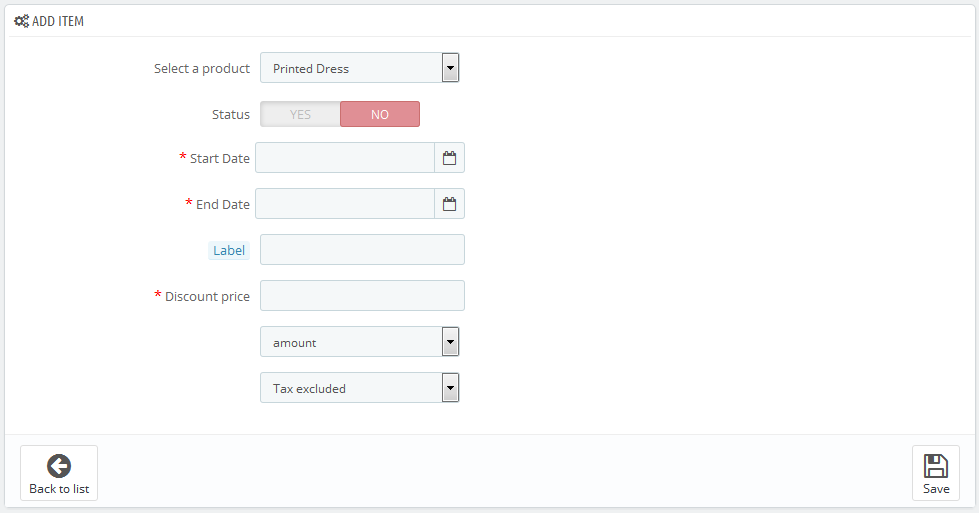 ADD ITEM
Select a product Printed Dress
Status YES NO
* Start Date
* End Date
Label
* Discount price
amount
Tax excluded
Back to list Save